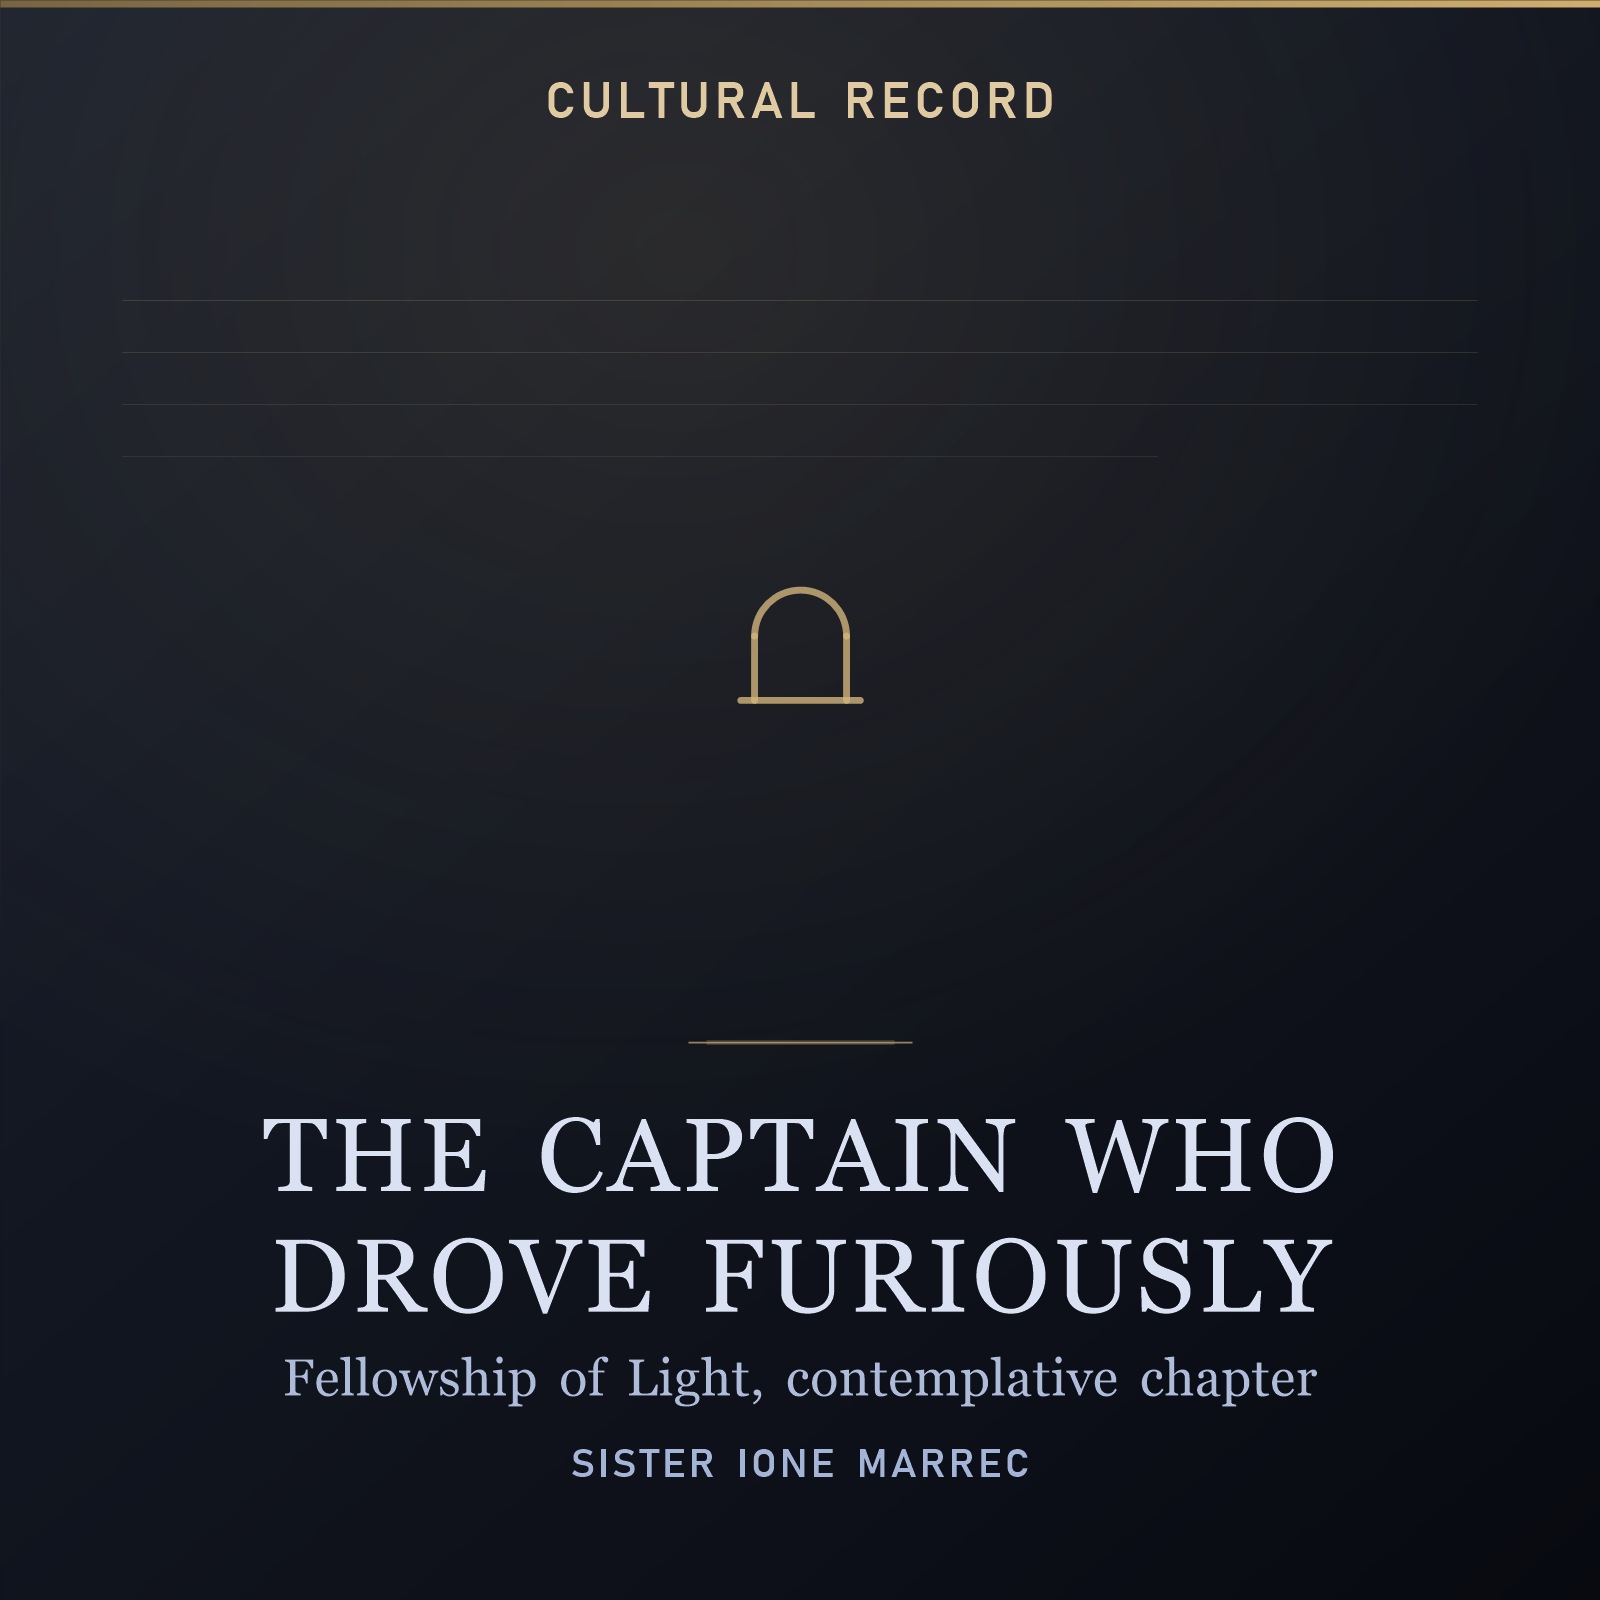 CULTURAL RECORD
THE CAPTAIN WHO
DROVE FURIOUSLY
Fellowship of Light, contemplative chapter
SISTER IONE MARREC